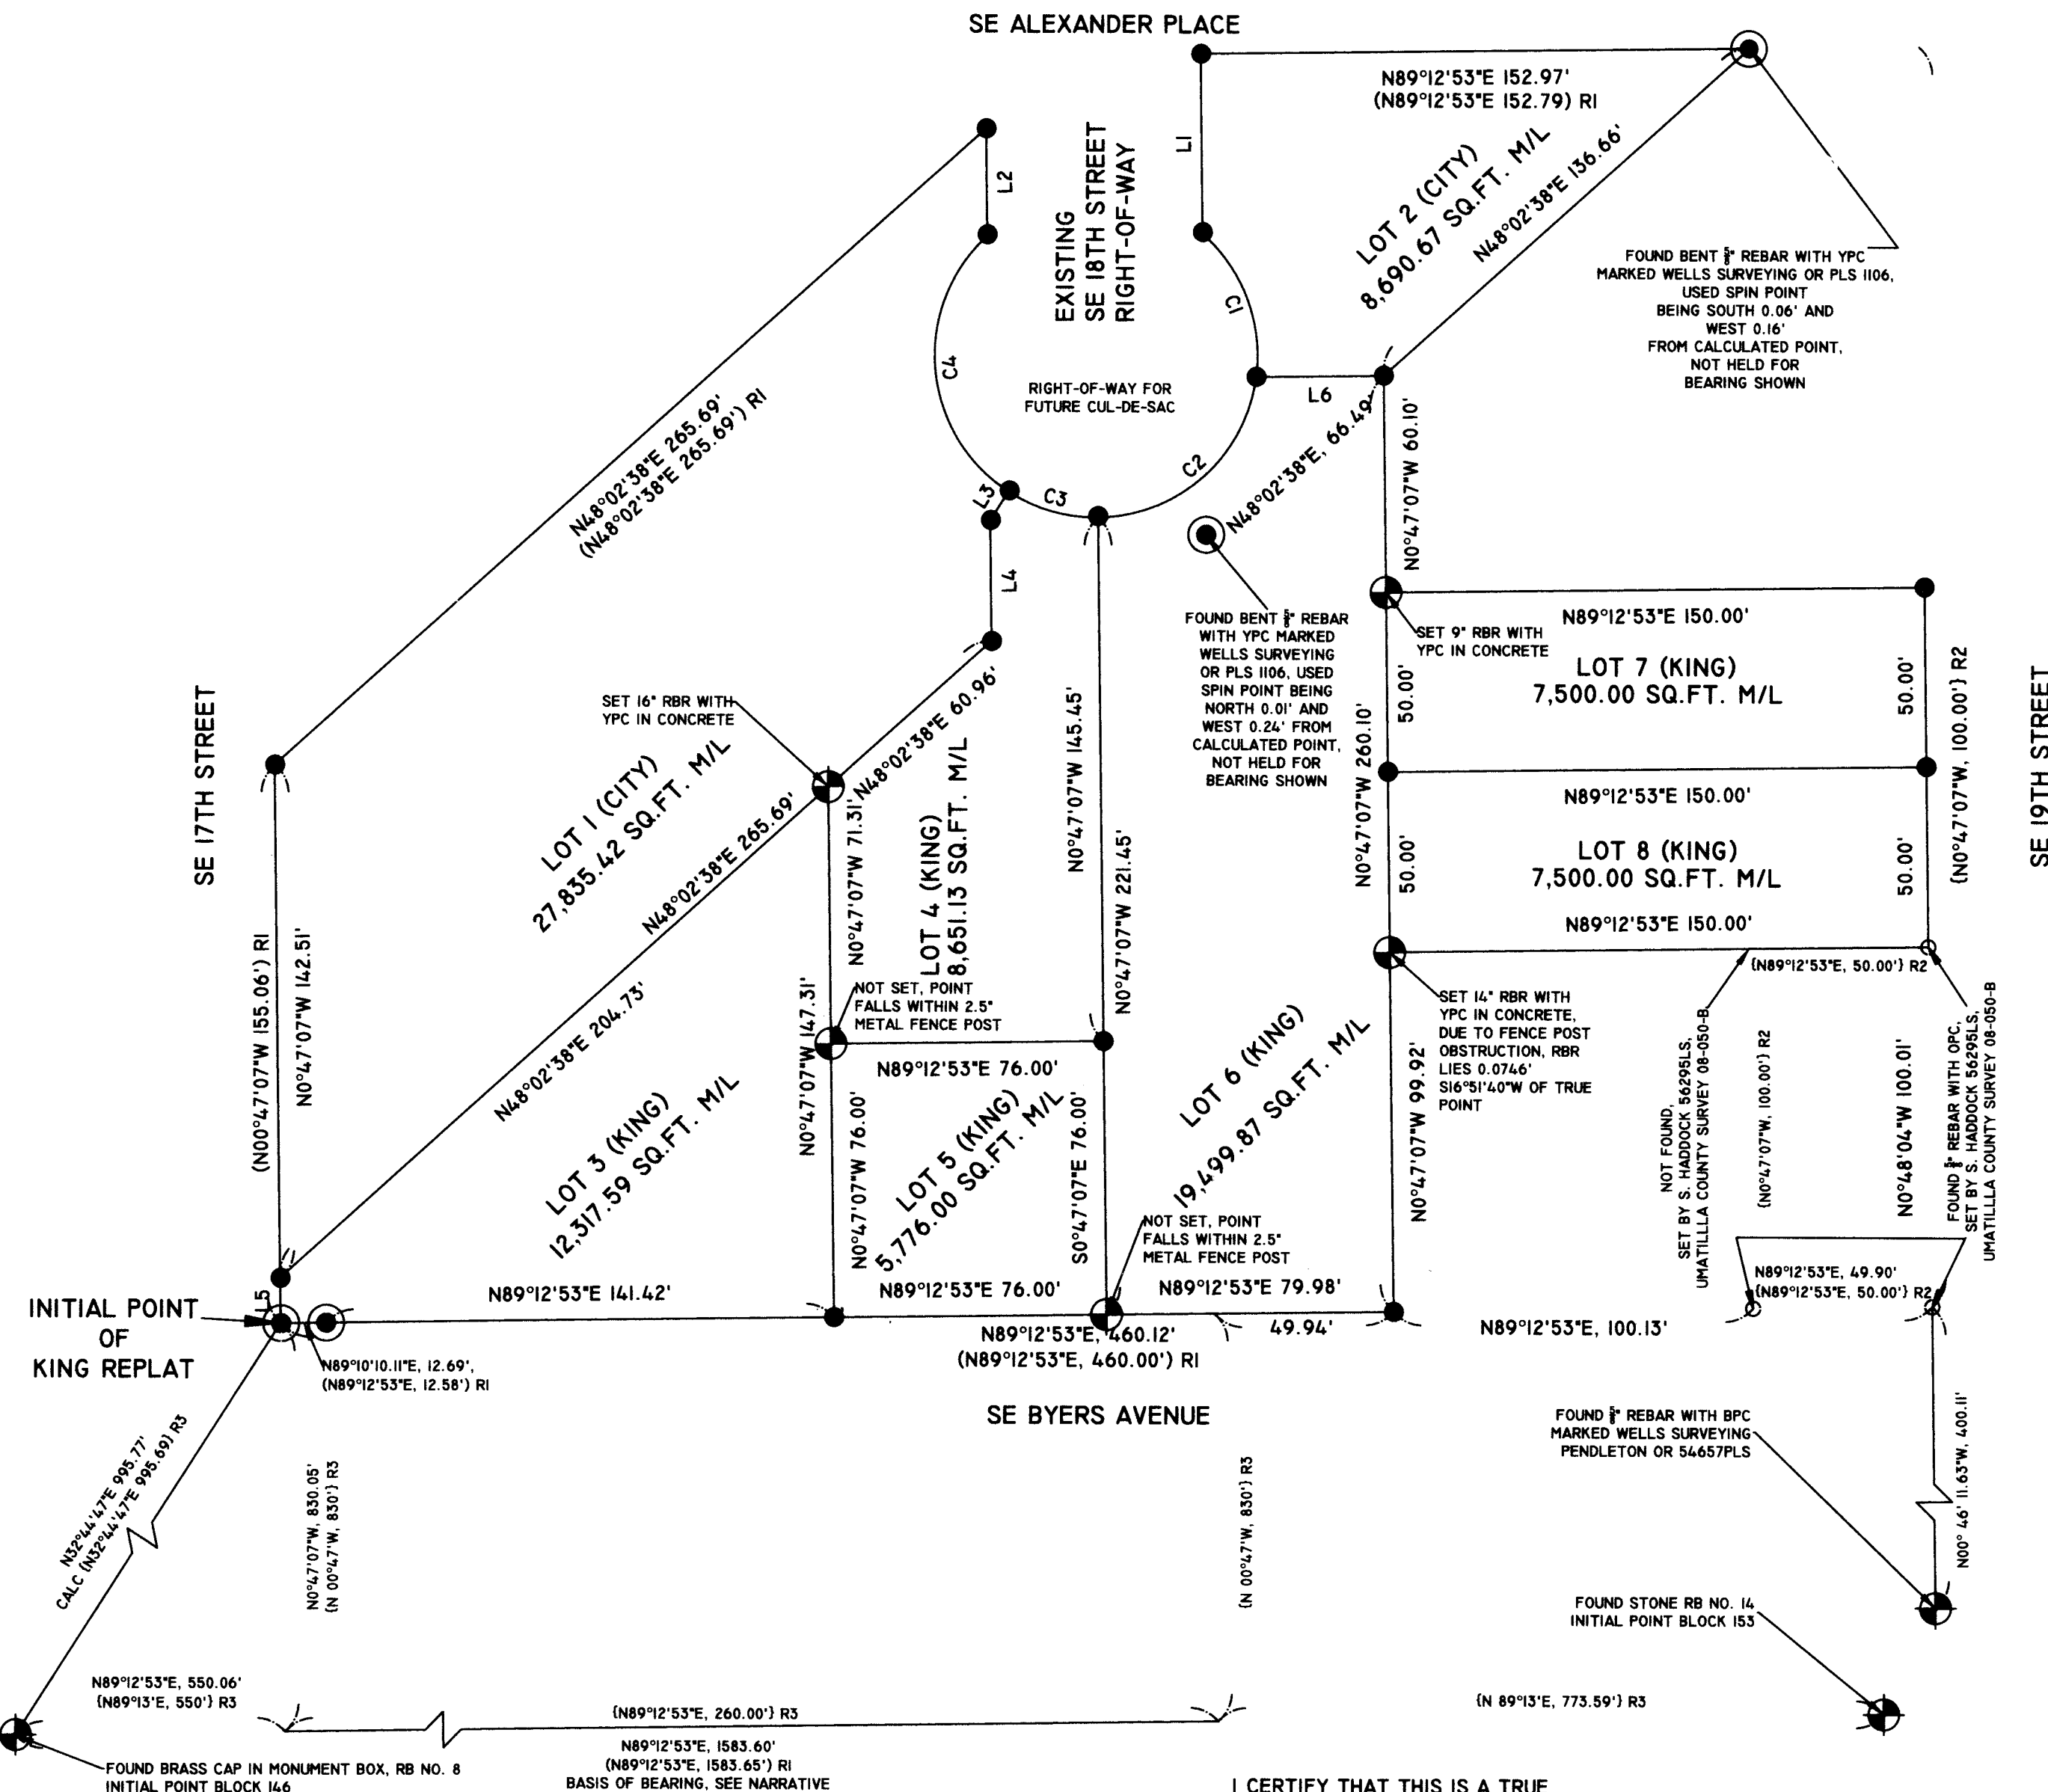 SE ALEXANDER PLACE
N89°12'53"E 152.97'
(N89°12'53"E 152.79) R1
L1
L2
EXISTING
SE 18TH STREET
RIGHT-OF-WAY
LOT 2 (CITY)
8,690.67 SQ.FT. M/L
N48°02'38"E 136.66'
FOUND BENT 5/8" REBAR WITH YPC
MARKED WELLS SURVEYING OR PLS 1106,
USED SPIN POINT
BEING SOUTH 0.06' AND
WEST 0.16'
FROM CALCULATED POINT,
NOT HELD FOR
BEARING SHOWN
C1
C4
RIGHT-OF-WAY FOR
FUTURE CUL-DE-SAC
L6
N48°02'38"E 265.69'
(N48°02'38"E 265.69') R1
N48°02'38"E, 66.49'
N0°47'07"W 60.10'
C2
L3
C3
L4
FOUND BENT 5/8" REBAR
WITH YPC MARKED
WELLS SURVEYING
OR PLS 1106, USED
SPIN POINT BEING
NORTH 0.01' AND
WEST 0.24' FROM
CALCULATED POINT,
NOT HELD FOR
BEARING SHOWN
N89°12'53"E 150.00'
SET 9" RBR WITH
YPC IN CONCRETE
LOT 7 (KING)
7,500.00 SQ.FT. M/L
50.00'
50.00'
{N0°47'07"W, 100.00'} R2
SE 19TH STREET
SE 17TH STREET
SET 16" RBR WITH
YPC IN CONCRETE
N48°02'38"E 60.96'
N0°47'07"W 145.45'
N0°47'07"W 260.10'
N89°12'53"E 150.00'
LOT 1 (CITY)
27,835.42 SQ.FT. M/L
N48°02'38"E 265.69'
N0°47'07"W 71.31'
LOT 4 (KING)
8,651.13 SQ.FT. M/L
N0°47'07"W 221.45'
50.00'
LOT 8 (KING)
7,500.00 SQ.FT. M/L
50.00'
N89°12'53"E 150.00'
{N89°12'53"E, 50.00'} R2
(N00°47'07"W 155.06') R1
N0°47'07"W 142.51'
N48°02'38"E 204.73'
N0°47'07"W 147.31'
NOT SET, POINT
FALLS WITHIN 2.5"
METAL FENCE POST
N89°12'53"E 76.00'
SET 14" RBR WITH
YPC IN CONCRETE,
DUE TO FENCE POST
OBSTRUCTION, RBR
LIES 0.0746'
S16°51'40"W OF TRUE
POINT
NOT FOUND,
SET BY S. HADDOCK 56295LS,
UMATILLA COUNTY SURVEY 08-050-B
{N0°47'07"W, 100.00'} R2
N0°48'04"W 100.01'
FOUND 5/8" REBAR WITH OPC,
SET BY S. HADDOCK 56295LS,
UMATILLA COUNTY SURVEY 08-050-B
LOT 3 (KING)
12,317.59 SQ.FT. M/L
N0°47'07"W 76.00'
LOT 5 (KING)
5,776.00 SQ.FT. M/L
S0°47'07"E 76.00'
LOT 6 (KING)
19,499.87 SQ.FT. M/L
N0°47'07"W 99.92'
NOT SET, POINT
FALLS WITHIN 2.5"
METAL FENCE POST
N89°12'53"E 141.42'
N89°12'53"E 76.00'
N89°12'53"E 79.98'
N89°12'53"E, 49.90'
{N89°12'53"E, 50.00'} R2
L5
INITIAL POINT
OF
KING REPLAT
N89°12'53"E, 460.12'
(N89°12'53"E, 460.00') R1
49.94'
N89°12'53"E, 100.13'
N89°10'10.11"E, 12.69',
(N89°12'53"E, 12.58') R1
SE BYERS AVENUE
N32°44'47"E 995.77'
CALC {N32°44'47"E 995.69} R3
N0°47'07"W, 830.05'
{N 00°47'W, 830'} R3
{N 00°47'W, 830'} R3
FOUND 5/8" REBAR WITH BPC
MARKED WELLS SURVEYING
PENDLETON OR 54657PLS
N00° 46' 11.63"W, 400.11'
FOUND STONE RB NO. 14
INITIAL POINT BLOCK 153
N89°12'53"E, 550.06'
{N89°13'E, 550'} R3
{N89°12'53"E, 260.00'} R3
{N 89°13'E, 773.59'} R3
N89°12'53"E, 1583.60'
(N89°12'53"E, 1583.65') R1
BASIS OF BEARING, SEE NARRATIVE
FOUND BRASS CAP IN MONUMENT BOX, RB NO. 8
INITIAL POINT BLOCK 146
I CERTIFY THAT THIS IS A TRUE